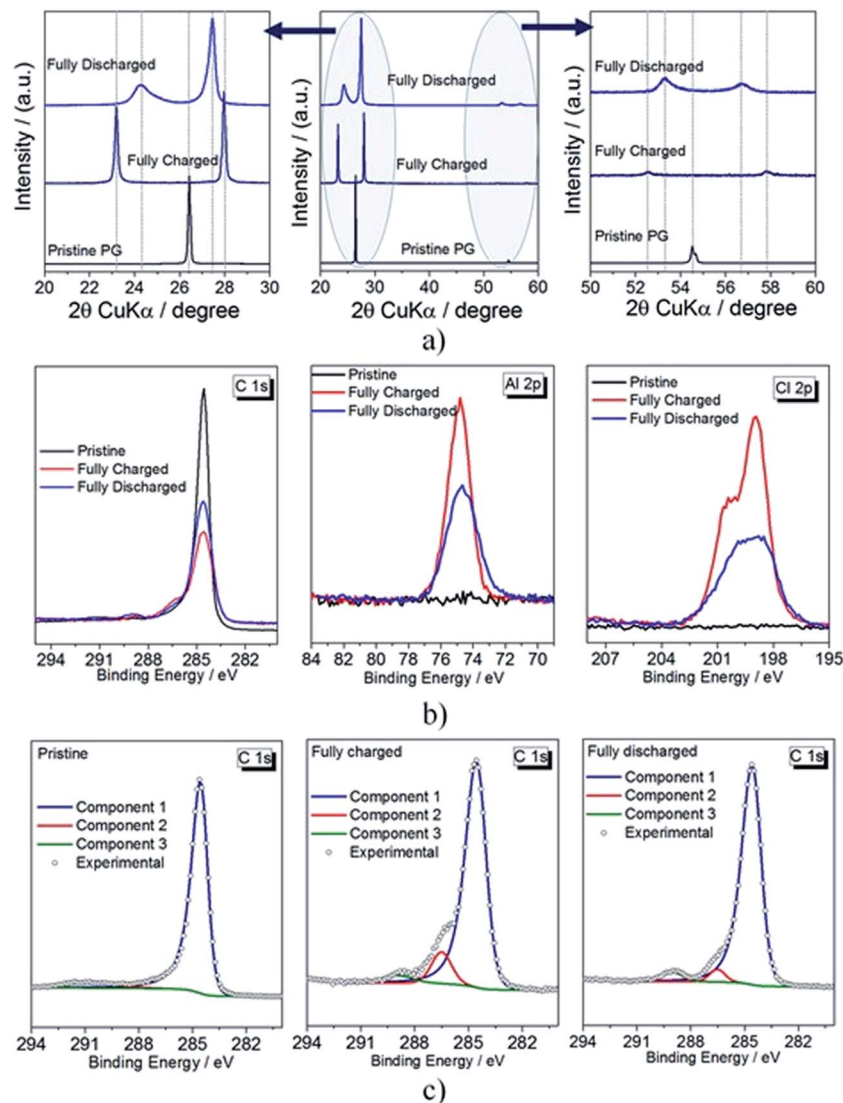 Intensity / (a.u.)
Fully Discharged
Fully Charged
Pristine PG
20 22 24 26 28 30
2θ CuKα / degree
Intensity / (a.u.)
Fully Discharged
Fully Charged
Pristine PG
20 30 40 50 60
2θ CuKα / degree
Intensity / (a.u.)
Fully Discharged
Fully Charged
Pristine PG
50 52 54 56 58 60
2θ CuKα / degree
a)
C 1s
Pristine
Fully Charged
Fully Discharged
294 291 288 285 282
Binding Energy / eV
Al 2p
Pristine
Fully Charged
Fully Discharged
84 80 76 72 69
Binding Energy / eV
Cl 2p
Pristine
Fully Charged
Fully Discharged
207 204 201 198 195
Binding Energy / eV
b)
Pristine
C 1s
Component 1
Component 2
Component 3
Experimental
294 291 288 285 282
Binding Energy / eV
Fully charged
C 1s
Component 1
Component 2
Component 3
Experimental
294 291 288 285 282
Binding Energy / eV
Fully discharged
C 1s
Component 1
Component 2
Component 3
Experimental
294 291 288 285 282
Binding Energy / eV
c)